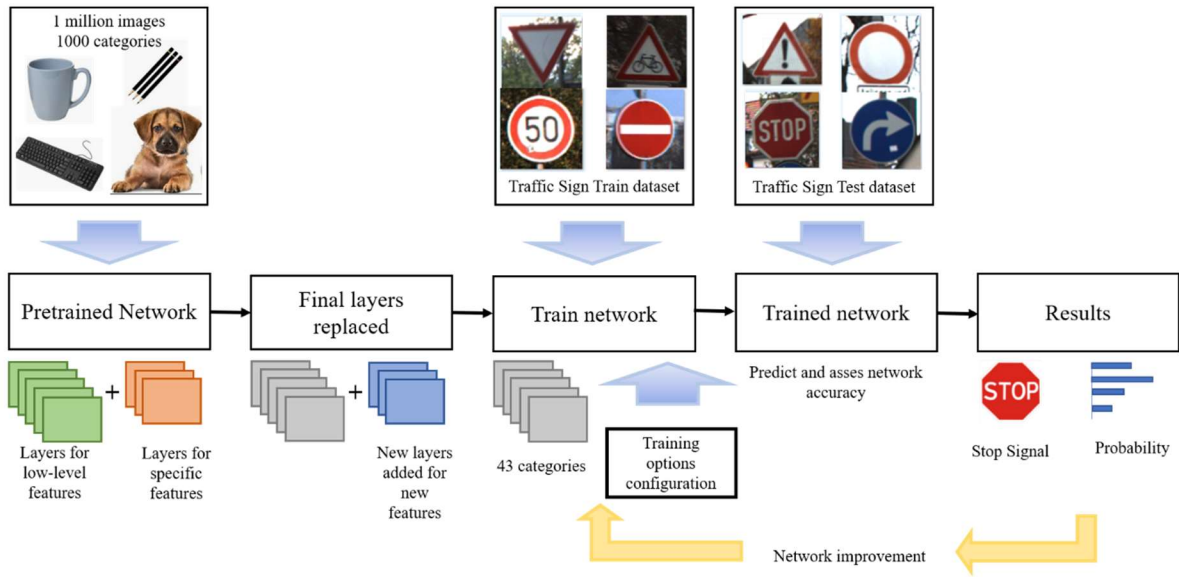 1 million images
1000 categories
50
STOP
Traffic Sign Train dataset
Traffic Sign Test dataset
Pretrained Network
Final layers
replaced
Train network
Trained network
Results
+
+
Predict and asses network
accuracy
STOP
Layers for
low-level
features
Layers for
specific
features
New layers
added for
new
features
43 categories
Training
options
configuration
Stop Signal
Probability
Network improvement